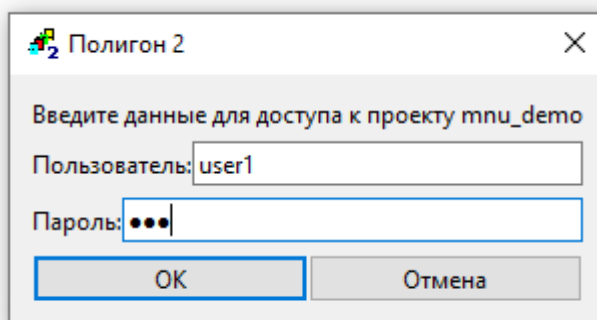 Полигон 2
Введите данные для доступа к проекту mnu_demo
Пользователь: user1
Пароль: •••
OK Отмена